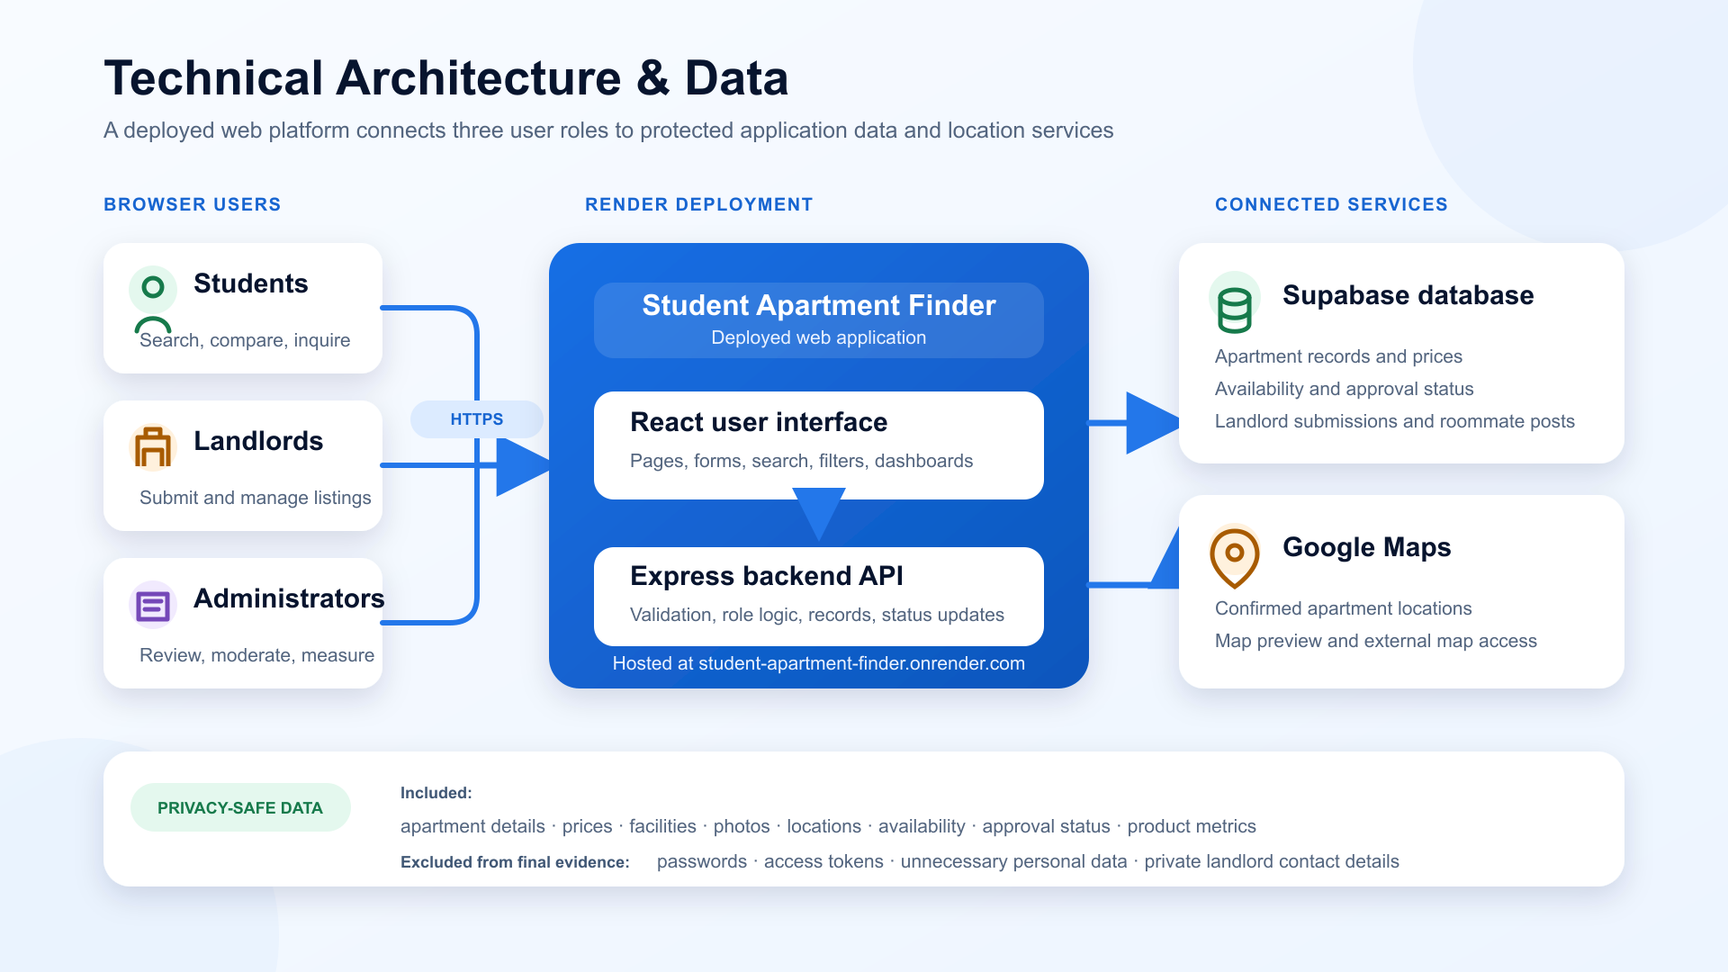 Technical Architecture & Data
A deployed web platform connects three user roles to protected application data and location services
BROWSER USERS
Students
Search, compare, inquire
Landlords
Submit and manage listings
Administrators
Review, moderate, measure
HTTPS
RENDER DEPLOYMENT
Student Apartment Finder
Deployed web application
React user interface
Pages, forms, search, filters, dashboards
Express backend API
Validation, role logic, records, status updates
Hosted at student-apartment-finder.onrender.com
CONNECTED SERVICES
Supabase database
Apartment records and prices
Availability and approval status
Landlord submissions and roommate posts
Google Maps
Confirmed apartment locations
Map preview and external map access
PRIVACY-SAFE DATA
Included:
apartment details · prices · facilities · photos · locations · availability · approval status · product metrics
Excluded from final evidence: passwords · access tokens · unnecessary personal data · private landlord contact details